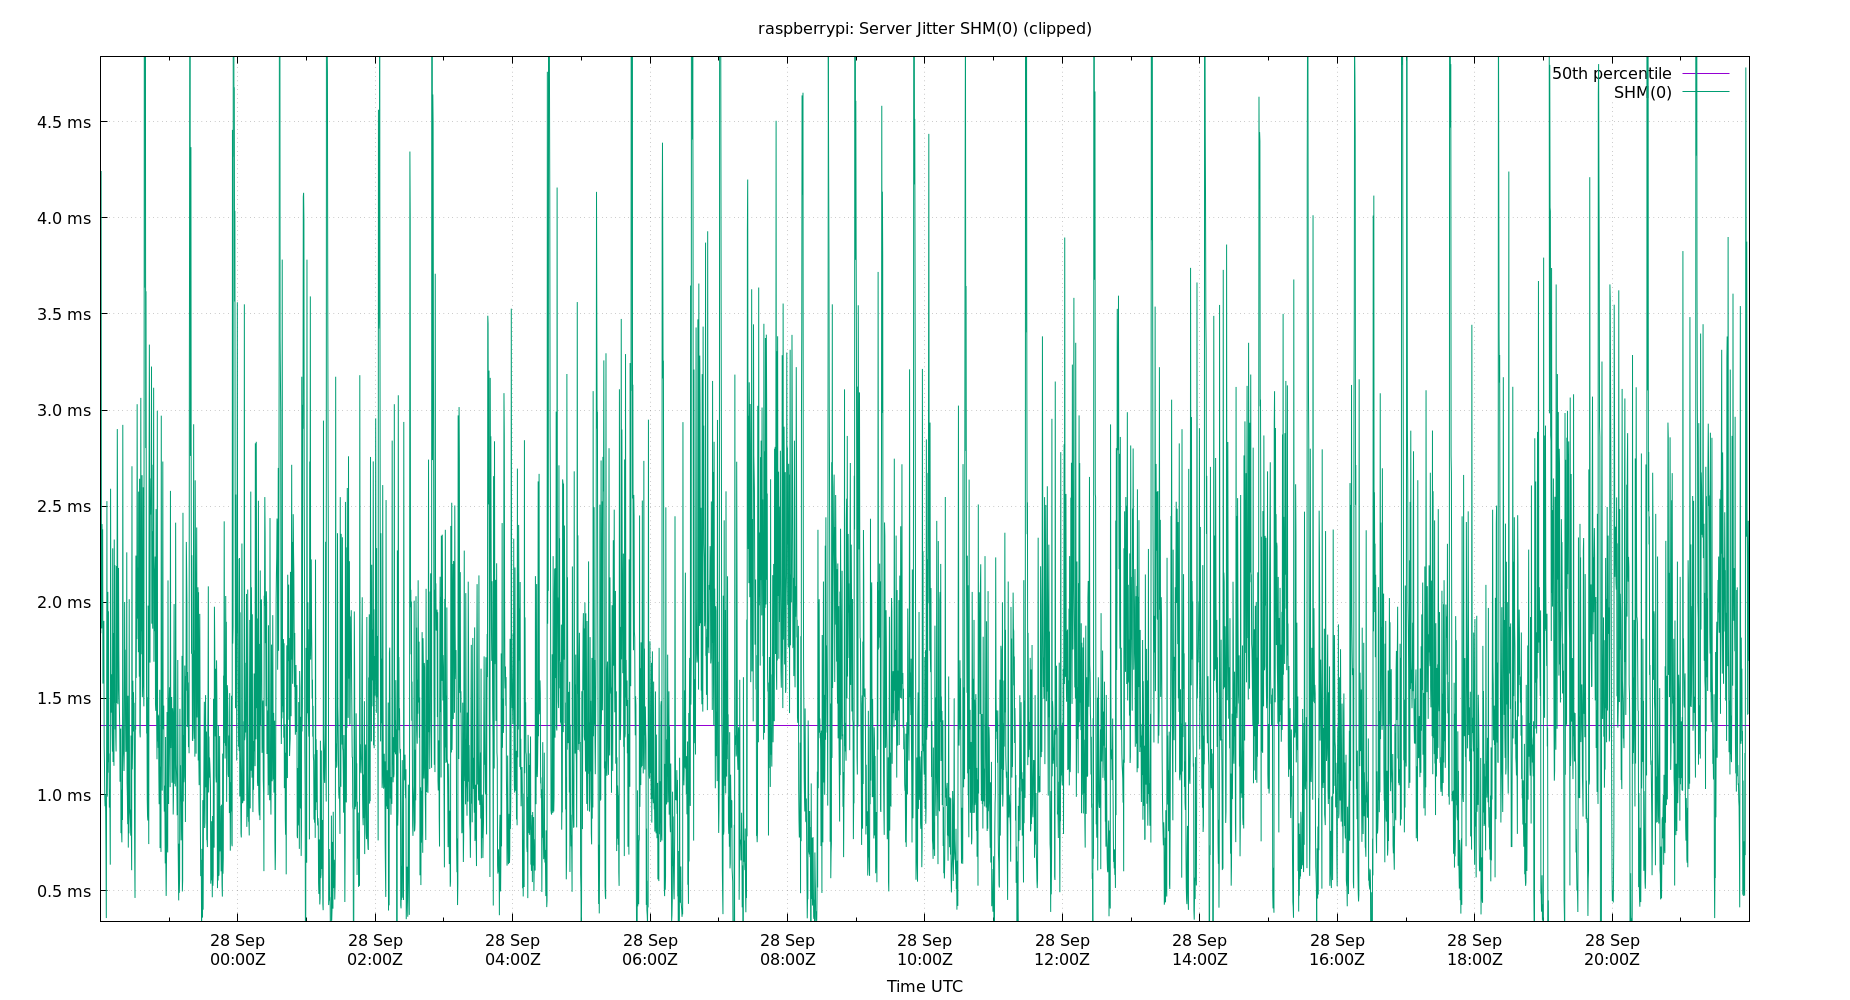 raspberrypi: Server Jitter SHM(0) (clipped)
50th percentile
SHM(0)
4.5 ms
4.0 ms
3.5 ms
3.0 ms
2.5 ms
2.0 ms
1.5 ms
1.0 ms
0.5 ms
28 Sep 28 Sep 28 Sep 28 Sep 28 Sep 28 Sep 28 Sep 28 Sep 28 Sep 28 Sep 28 Sep
00:00Z 02:00Z 04:00Z 06:00Z 08:00Z 10:00Z 12:00Z 14:00Z 16:00Z 18:00Z 20:00Z
Time UTC